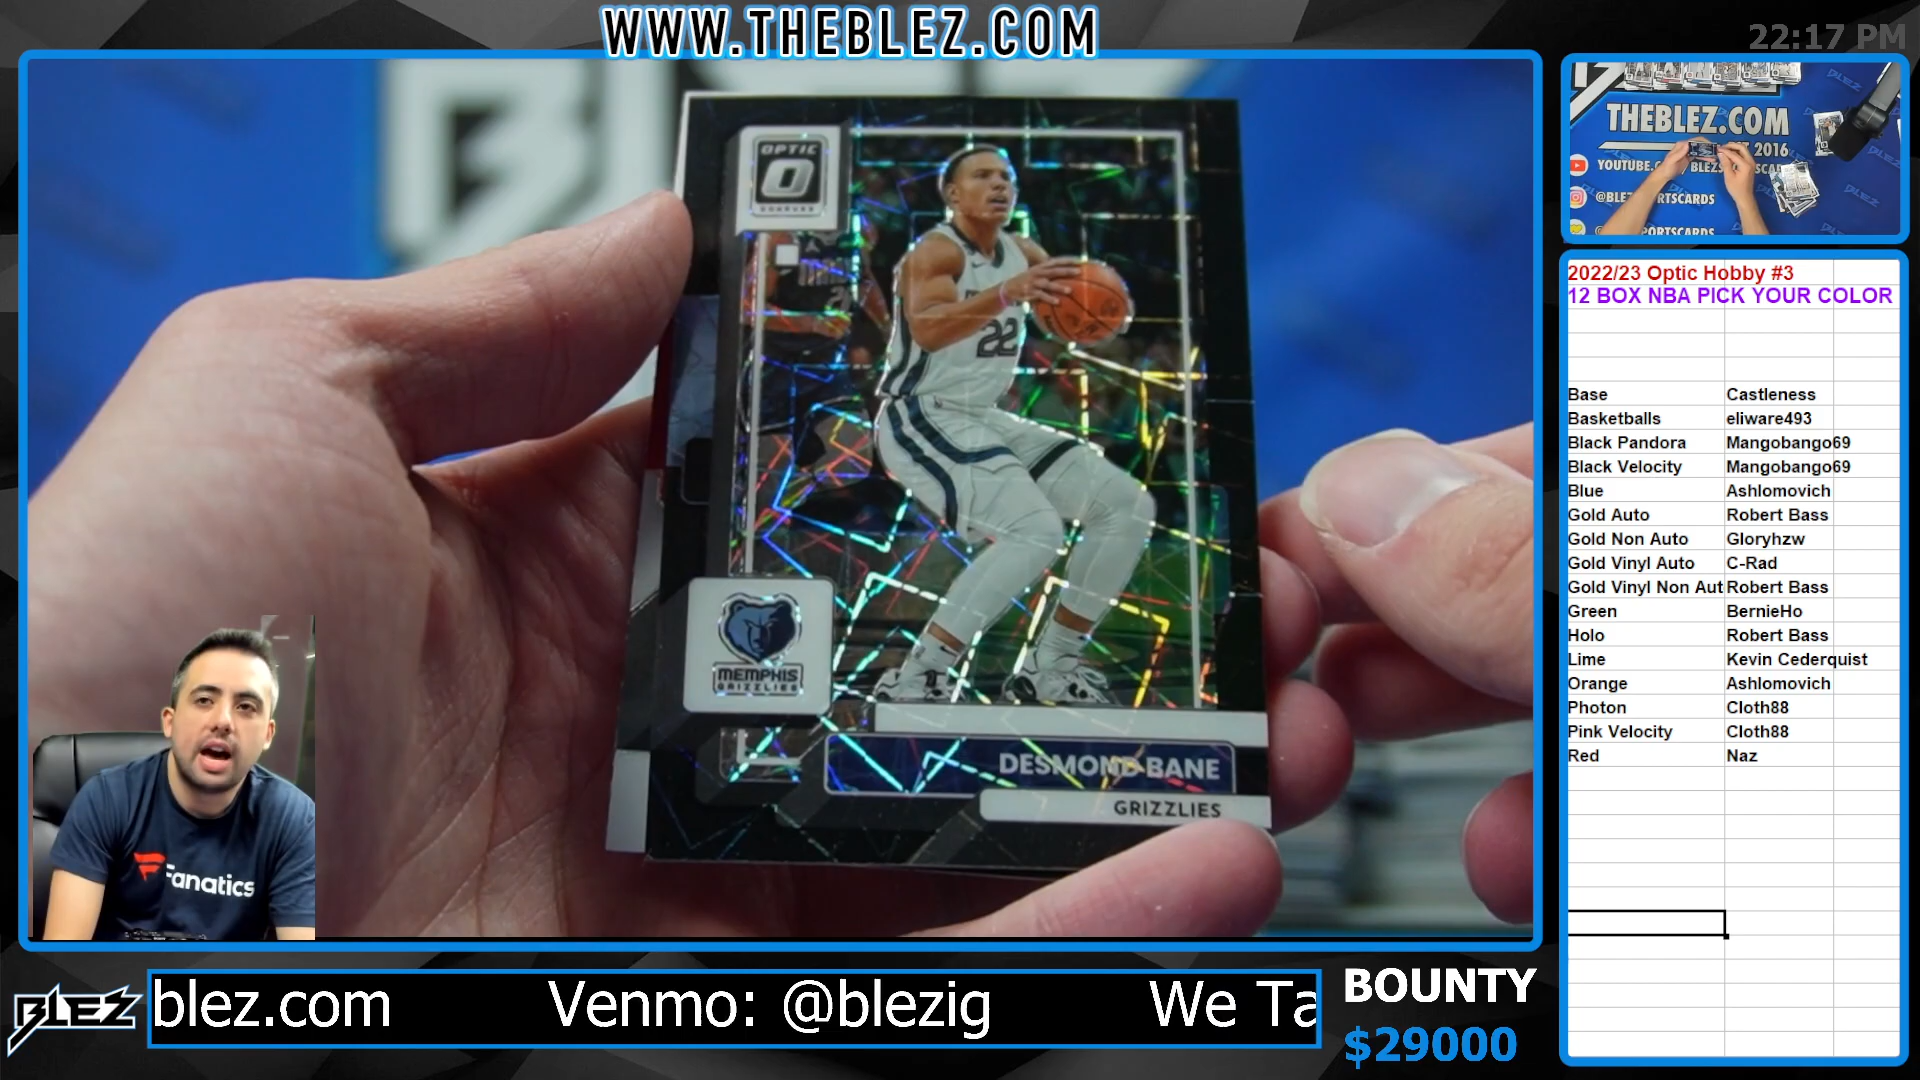 WWW.THEBLEZ.COM
22:17 PM
OPTIC
DONRUSS
22
MEMPHIS
GRIZZLIES
DESMOND BANE
GRIZZLIES
Fanatics
THEBLEZ.COM
2016
@BLE
2022/23 Optic Hobby #3
12 BOX NBA PICK YOUR COLOR
Base Castleness
Basketballs eliware493
Black Pandora Mangobango69
Black Velocity Mangobango69
Blue Ashlomovich
Gold Auto Robert Bass
Gold Non Auto Gloryhzw
Gold Vinyl Auto C-Rad
Gold Vinyl Non Aut Robert Bass
Green BernieHo
Holo Robert Bass
Lime Kevin Cederquist
Orange Ashlomovich
Photon Cloth88
Pink Velocity Cloth88
Red Naz
BLEZ
blez.com Venmo: @blezig We Ta
BOUNTY
$29000